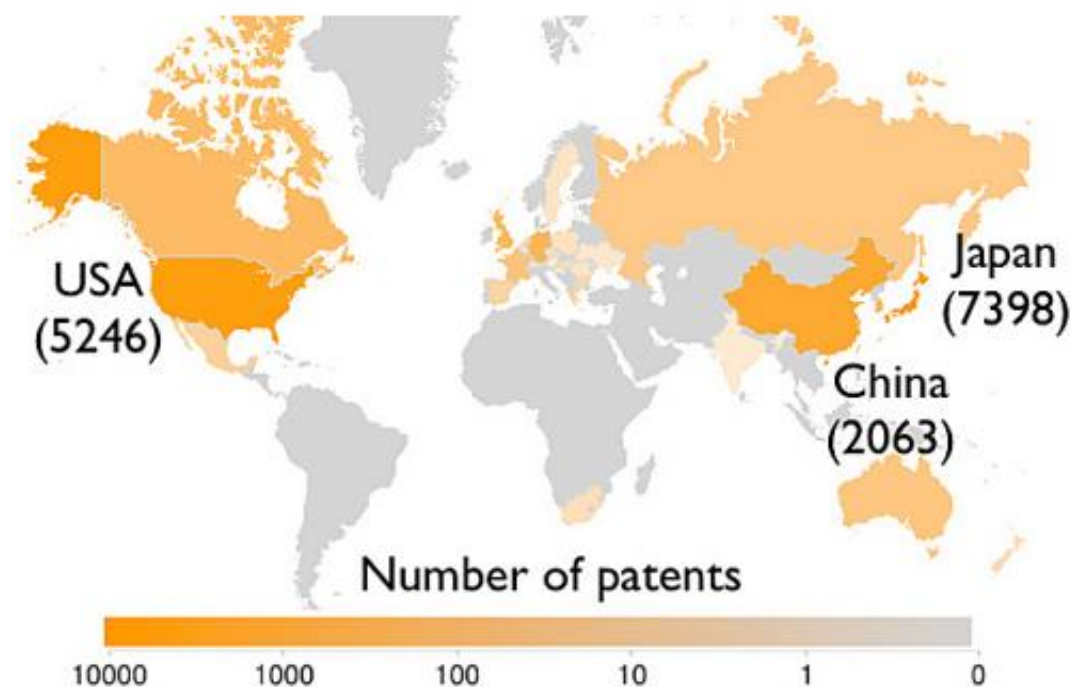 USA
(5246)
Japan
(7398)
China
(2063)
Number of patents
10000 1000 100 10 1 0